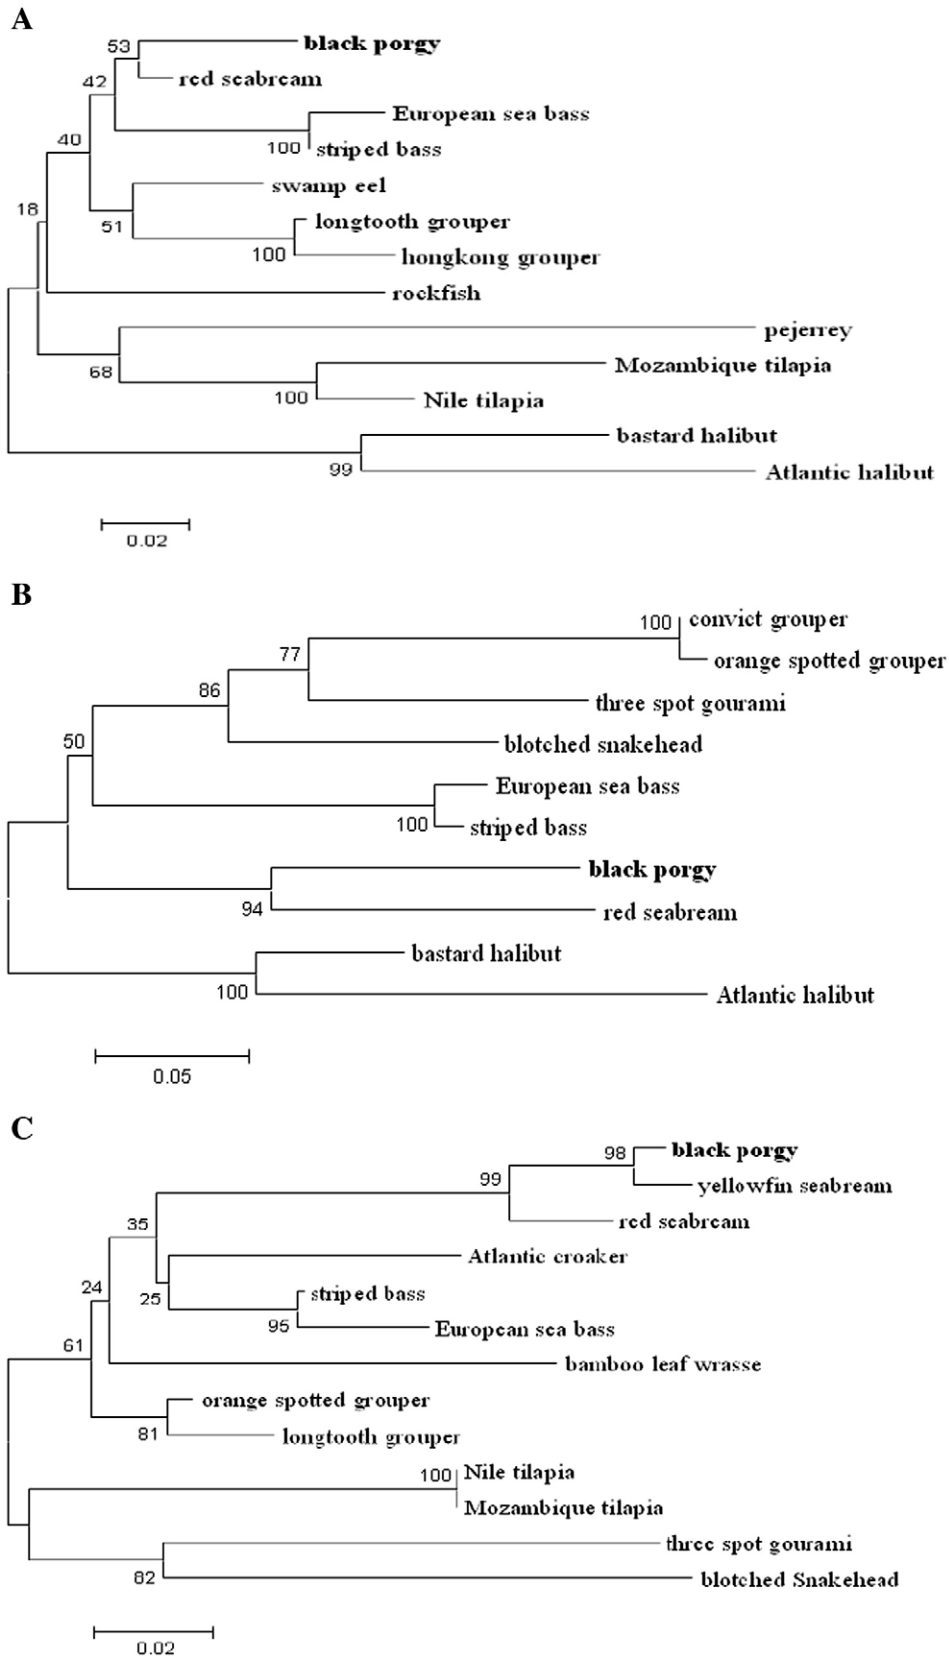 A
53
black porgy
red seabream
42
European sea bass
100
striped bass
40
swamp eel
18
longtooth grouper
51
100
hongkong grouper
rockfish
pejerrey
68
Mozambique tilapia
100
Nile tilapia
bastard halibut
99
Atlantic halibut
0.02
B
100
convict grouper
77
orange spotted grouper
86
three spot gourami
50
blotched snakehead
European sea bass
100
striped bass
black porgy
94
red seabream
bastard halibut
100
Atlantic halibut
0.05
C
98
black porgy
99
yellowfin seabream
35
red seabream
Atlantic croaker
24
25
striped bass
95
European sea bass
61
bamboo leaf wrasse
orange spotted grouper
81
longtooth grouper
100
Nile tilapia
Mozambique tilapia
three spot gourami
82
blotched Snakehead
0.02